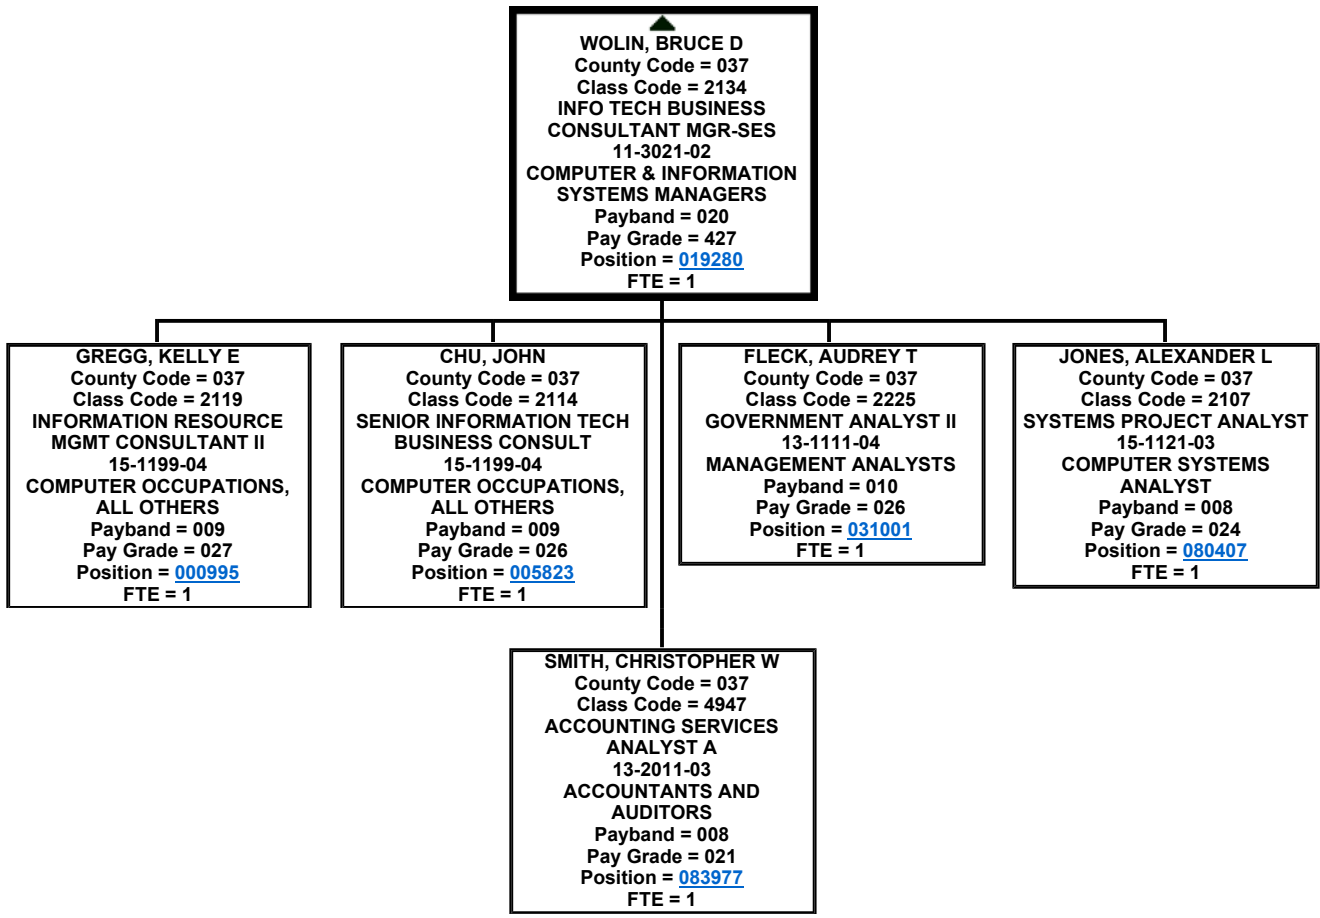 WOLIN, BRUCE D
County Code = 037
Class Code = 2134
INFO TECH BUSINESS
CONSULTANT MGR-SES
11-3021-02
COMPUTER & INFORMATION
SYSTEMS MANAGERS
Payband = 020
Pay Grade = 427
Position = 019280
FTE = 1
GREGG, KELLY E
County Code = 037
Class Code = 2119
INFORMATION RESOURCE
MGMT CONSULTANT II
15-1199-04
COMPUTER OCCUPATIONS,
ALL OTHERS
Payband = 009
Pay Grade = 027
Position = 000995
FTE = 1
CHU, JOHN
County Code = 037
Class Code = 2114
SENIOR INFORMATION TECH
BUSINESS CONSULT
15-1199-04
COMPUTER OCCUPATIONS,
ALL OTHERS
Payband = 009
Pay Grade = 026
Position = 005823
FTE = 1
FLECK, AUDREY T
County Code = 037
Class Code = 2225
GOVERNMENT ANALYST II
13-1111-04
MANAGEMENT ANALYSTS
Payband = 010
Pay Grade = 026
Position = 031001
FTE = 1
JONES, ALEXANDER L
County Code = 037
Class Code = 2107
SYSTEMS PROJECT ANALYST
15-1121-03
COMPUTER SYSTEMS
ANALYST
Payband = 008
Pay Grade = 024
Position = 080407
FTE = 1
SMITH, CHRISTOPHER W
County Code = 037
Class Code = 4947
ACCOUNTING SERVICES
ANALYST A
13-2011-03
ACCOUNTANTS AND
AUDITORS
Payband = 008
Pay Grade = 021
Position = 083977
FTE = 1